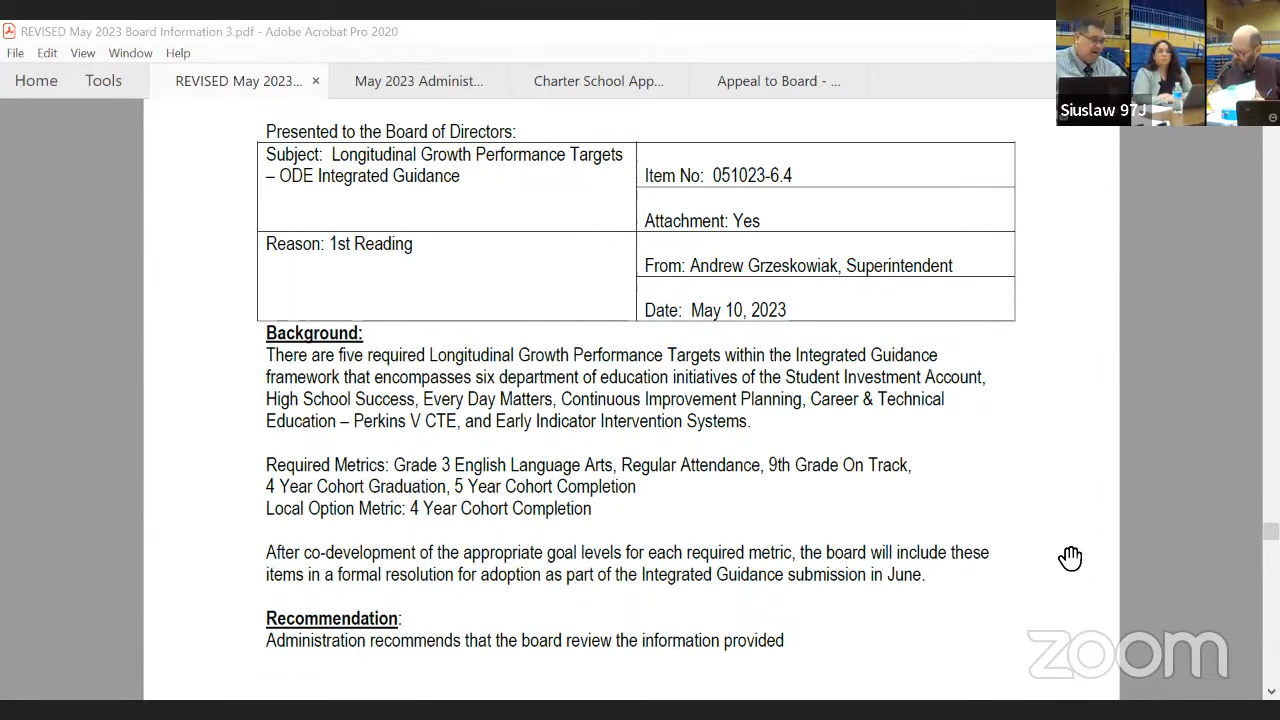 REVISED May 2023 Board Information 3.pdf - Adobe Acrobat Pro 2020
File Edit View Window Help
Home Tools REVISED May 2023... × May 2023 Administ... Charter School App... Appeal to Board - ...
Siuslaw 97J
Presented to the Board of Directors:
Subject: Longitudinal Growth Performance Targets
– ODE Integrated Guidance
Item No: 051023-6.4
Attachment: Yes
Reason: 1st Reading
From: Andrew Grzeskowiak, Superintendent
Date: May 10, 2023
Background:
There are five required Longitudinal Growth Performance Targets within the Integrated Guidance
framework that encompasses six department of education initiatives of the Student Investment Account,
High School Success, Every Day Matters, Continuous Improvement Planning, Career & Technical
Education – Perkins V CTE, and Early Indicator Intervention Systems.
Required Metrics: Grade 3 English Language Arts, Regular Attendance, 9th Grade On Track,
4 Year Cohort Graduation, 5 Year Cohort Completion
Local Option Metric: 4 Year Cohort Completion
After co-development of the appropriate goal levels for each required metric, the board will include these
items in a formal resolution for adoption as part of the Integrated Guidance submission in June.
Recommendation:
Administration recommends that the board review the information provided
zoom